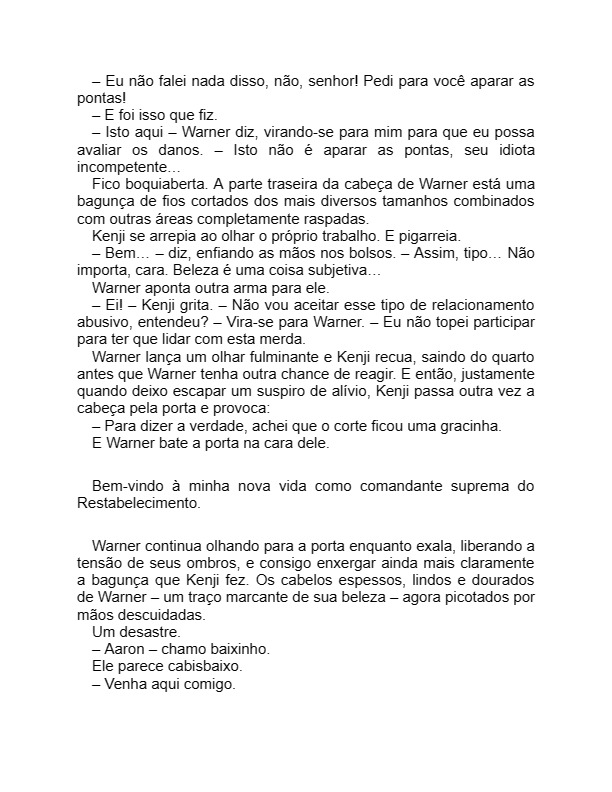 – Eu não falei nada disso, não, senhor! Pedi para você aparar as
pontas!
– E foi isso que fiz.
– Isto aqui – Warner diz, virando-se para mim para que eu possa
avaliar os danos. – Isto não é aparar as pontas, seu idiota
incompetente…
Fico boquiaberta. A parte traseira da cabeça de Warner está uma
bagunça de fios cortados dos mais diversos tamanhos combinados
com outras áreas completamente raspadas.
Kenji se arrepia ao olhar o próprio trabalho. E pigarreia.
– Bem… – diz, enfiando as mãos nos bolsos. – Assim, tipo… Não
importa, cara. Beleza é uma coisa subjetiva…
Warner aponta outra arma para ele.
– Ei! – Kenji grita. – Não vou aceitar esse tipo de relacionamento
abusivo, entendeu? – Vira-se para Warner. – Eu não topei participar
para ter que lidar com esta merda.
Warner lança um olhar fulminante e Kenji recua, saindo do quarto
antes que Warner tenha outra chance de reagir. E então, justamente
quando deixo escapar um suspiro de alívio, Kenji passa outra vez a
cabeça pela porta e provoca:
– Para dizer a verdade, achei que o corte ficou uma gracinha.
E Warner bate a porta na cara dele.
Bem-vindo à minha nova vida como comandante suprema do
Restabelecimento.
Warner continua olhando para a porta enquanto exala, liberando a
tensão de seus ombros, e consigo enxergar ainda mais claramente
a bagunça que Kenji fez. Os cabelos espessos, lindos e dourados
de Warner – um traço marcante de sua beleza – agora picotados por
mãos descuidadas.
Um desastre.
– Aaron – chamo baixinho.
Ele parece cabisbaixo.
– Venha aqui comigo.